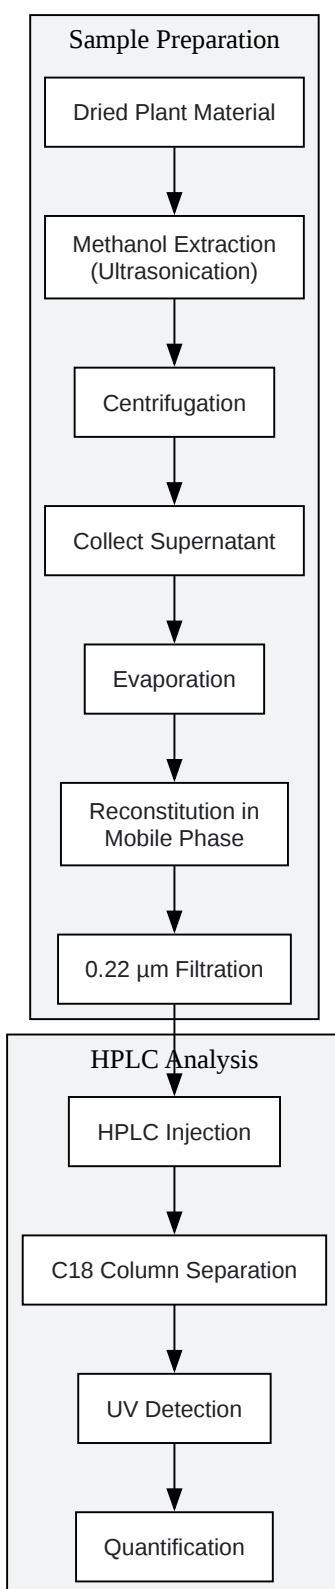 Sample Preparation
Dried Plant Material
Methanol Extraction
(Ultrasonication)
Centrifugation
Collect Supernatant
Evaporation
Reconstitution in
Mobile Phase
0.22 µm Filtration
HPLC Analysis
HPLC Injection
C18 Column Separation
UV Detection
Quantification